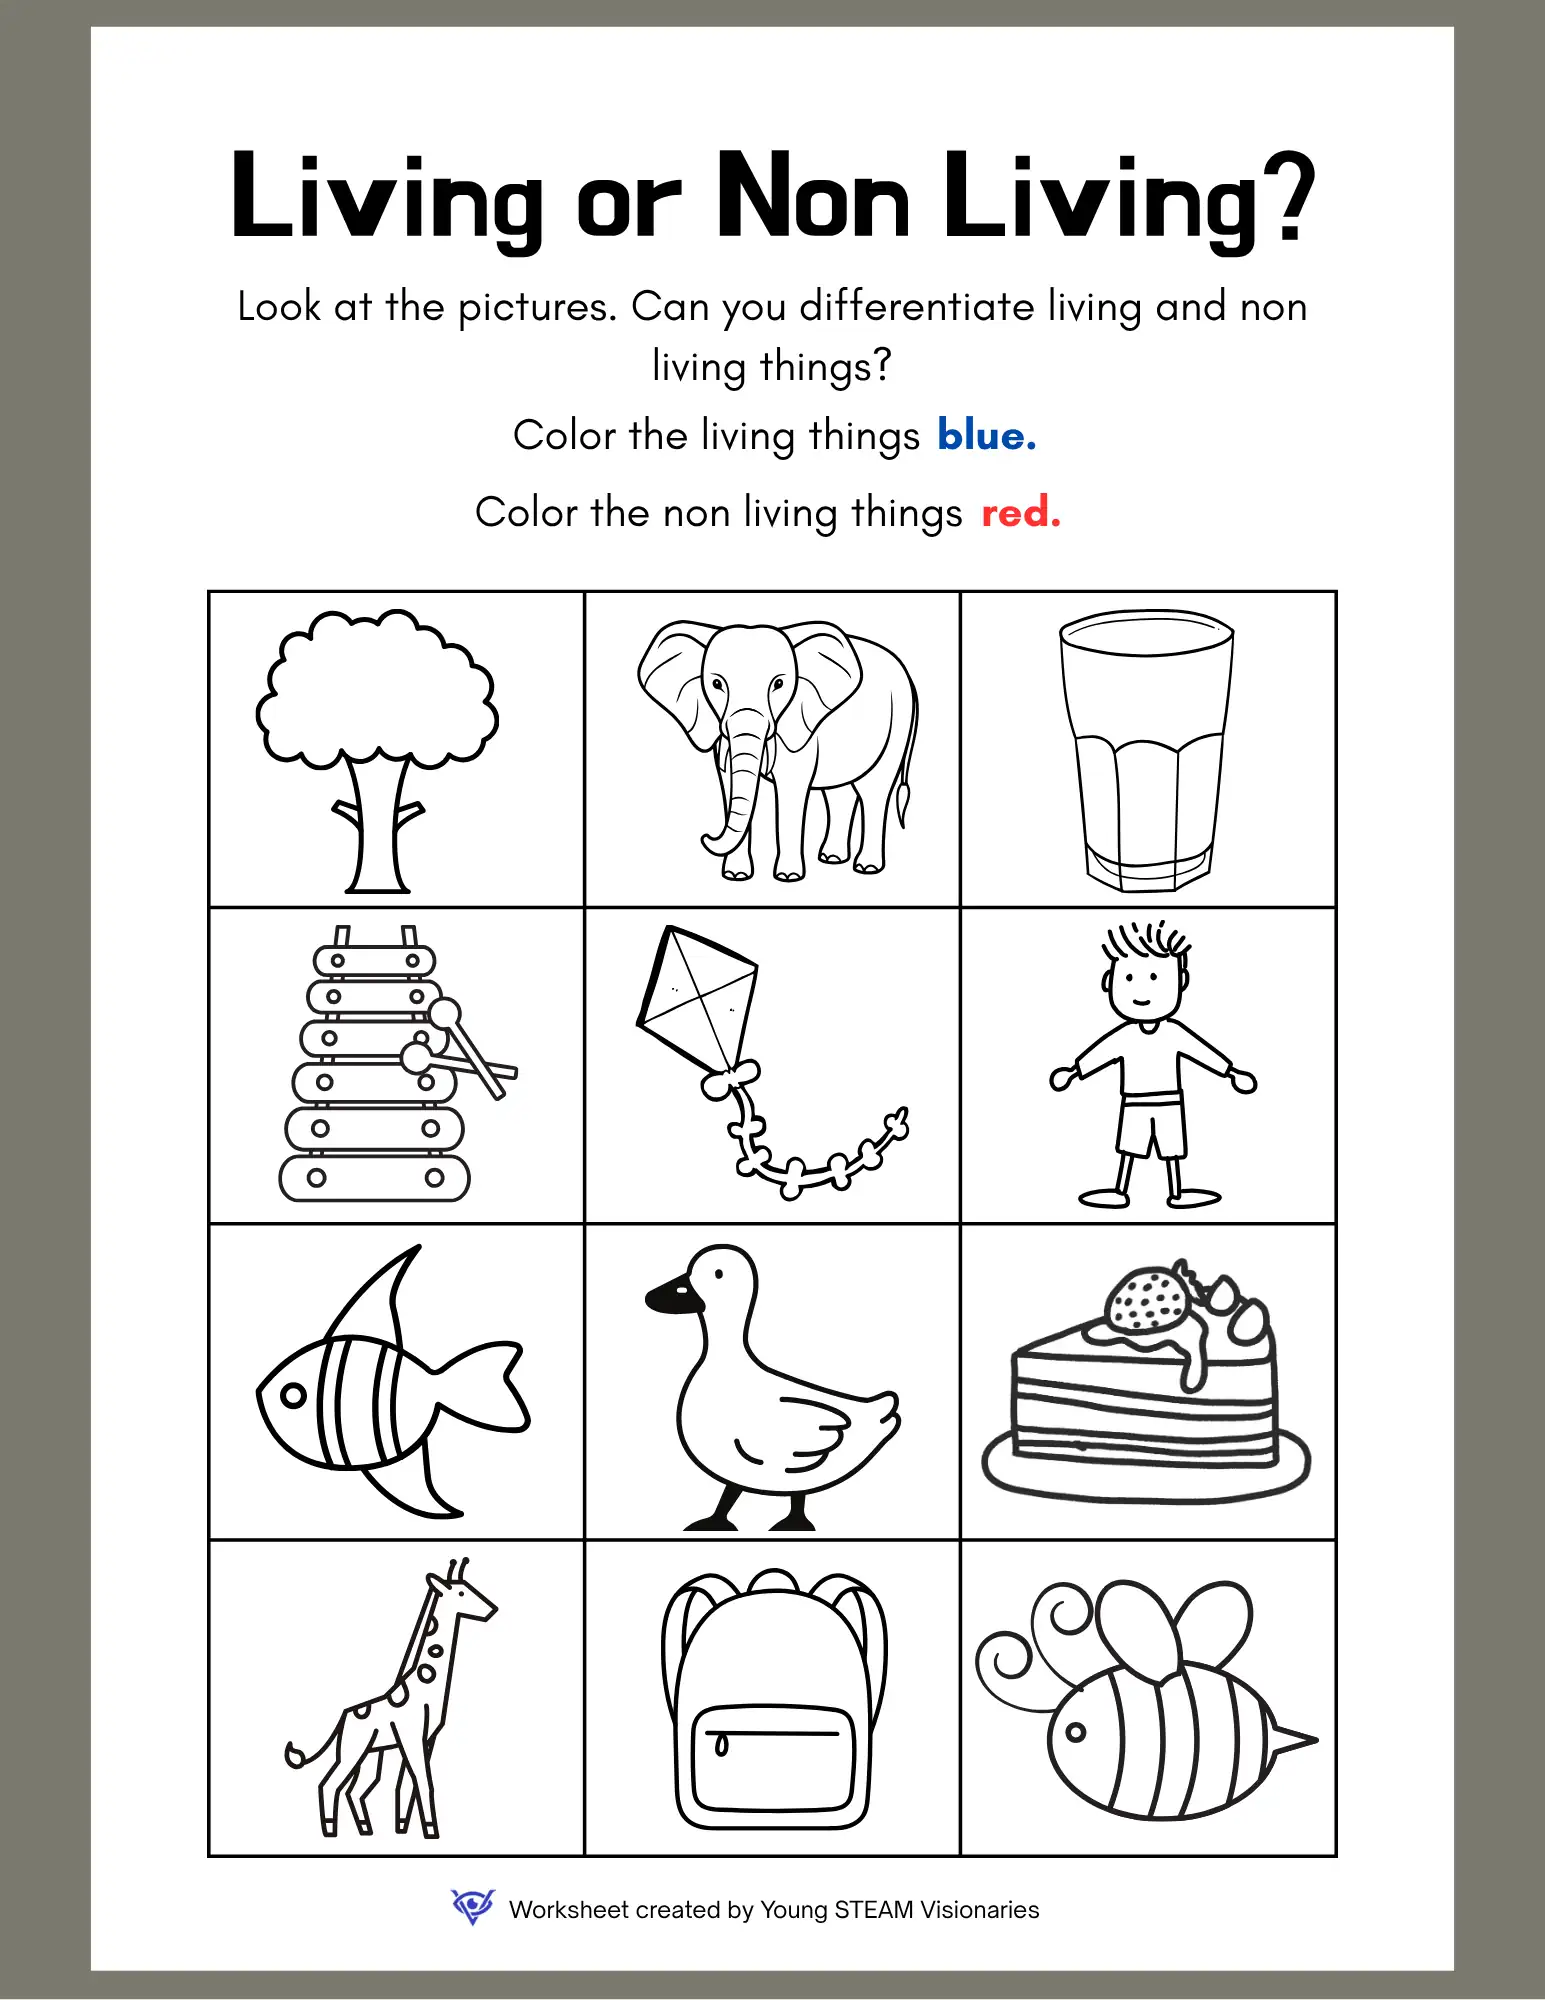 Living or Non Living?
Look at the pictures. Can you differentiate living and non
living things?
Color the living things blue.
Color the non living things red.
Worksheet created by Young STEAM Visionaries